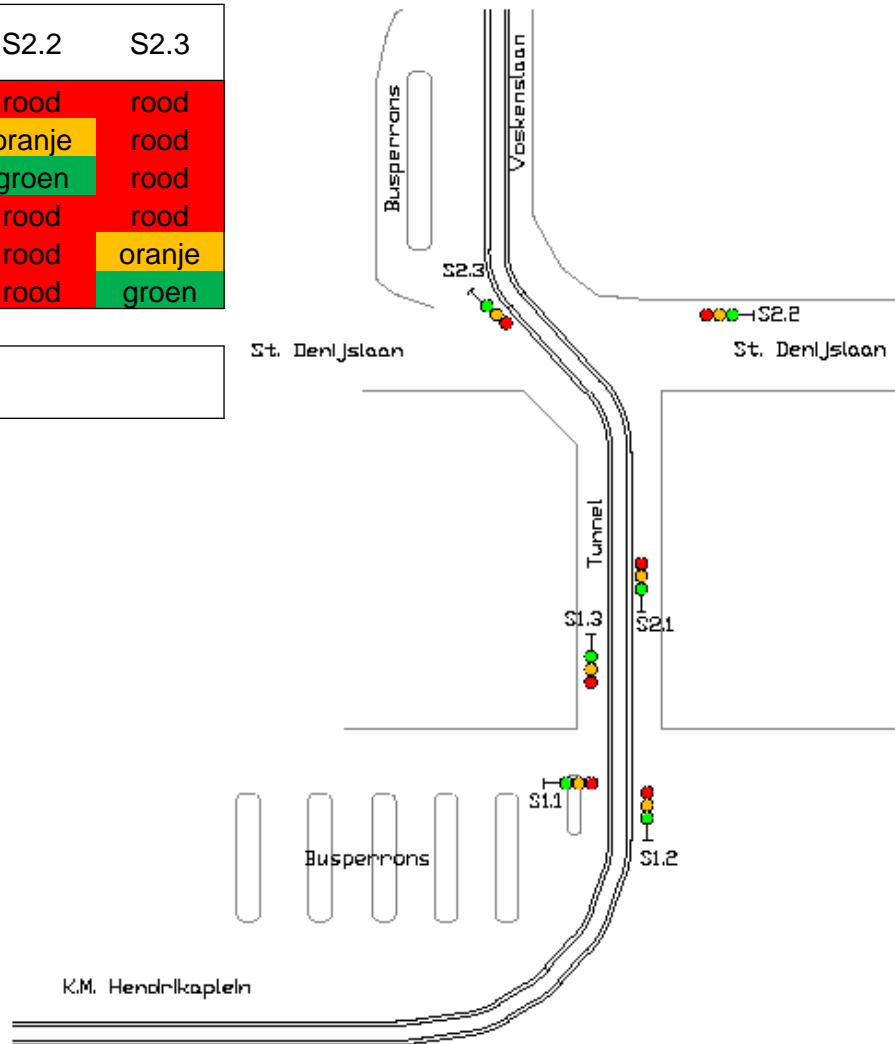 S2.2 S2.3
rood rood
oranje rood
groen rood
rood rood
rood oranje
rood groen
Busperrons
Voskenslaan
S2.3
S2.2
St. Denijslaan
St. Denijslaan
Tunnel
S1.3
S2.1
S1.1
Busperrons
S1.2
K.M. Hendrikaplein